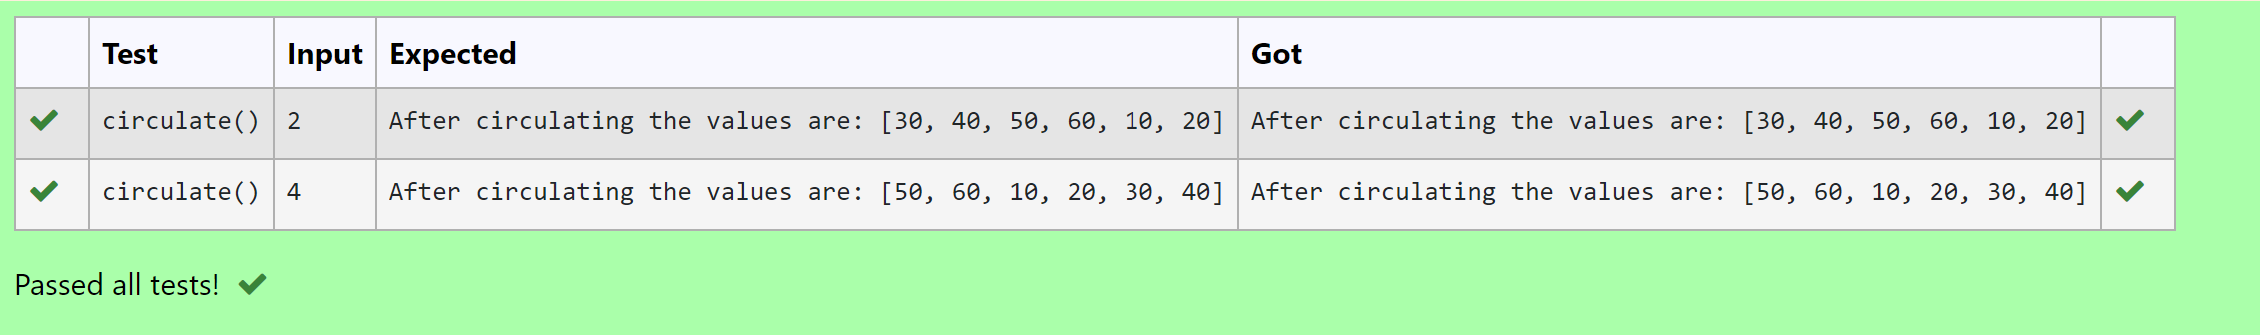 Test Input Expected Got
circulate() 2 After circulating the values are: [30, 40, 50, 60, 10, 20] After circulating the values are: [30, 40, 50, 60, 10, 20]
circulate() 4 After circulating the values are: [50, 60, 10, 20, 30, 40] After circulating the values are: [50, 60, 10, 20, 30, 40]
Passed all tests!